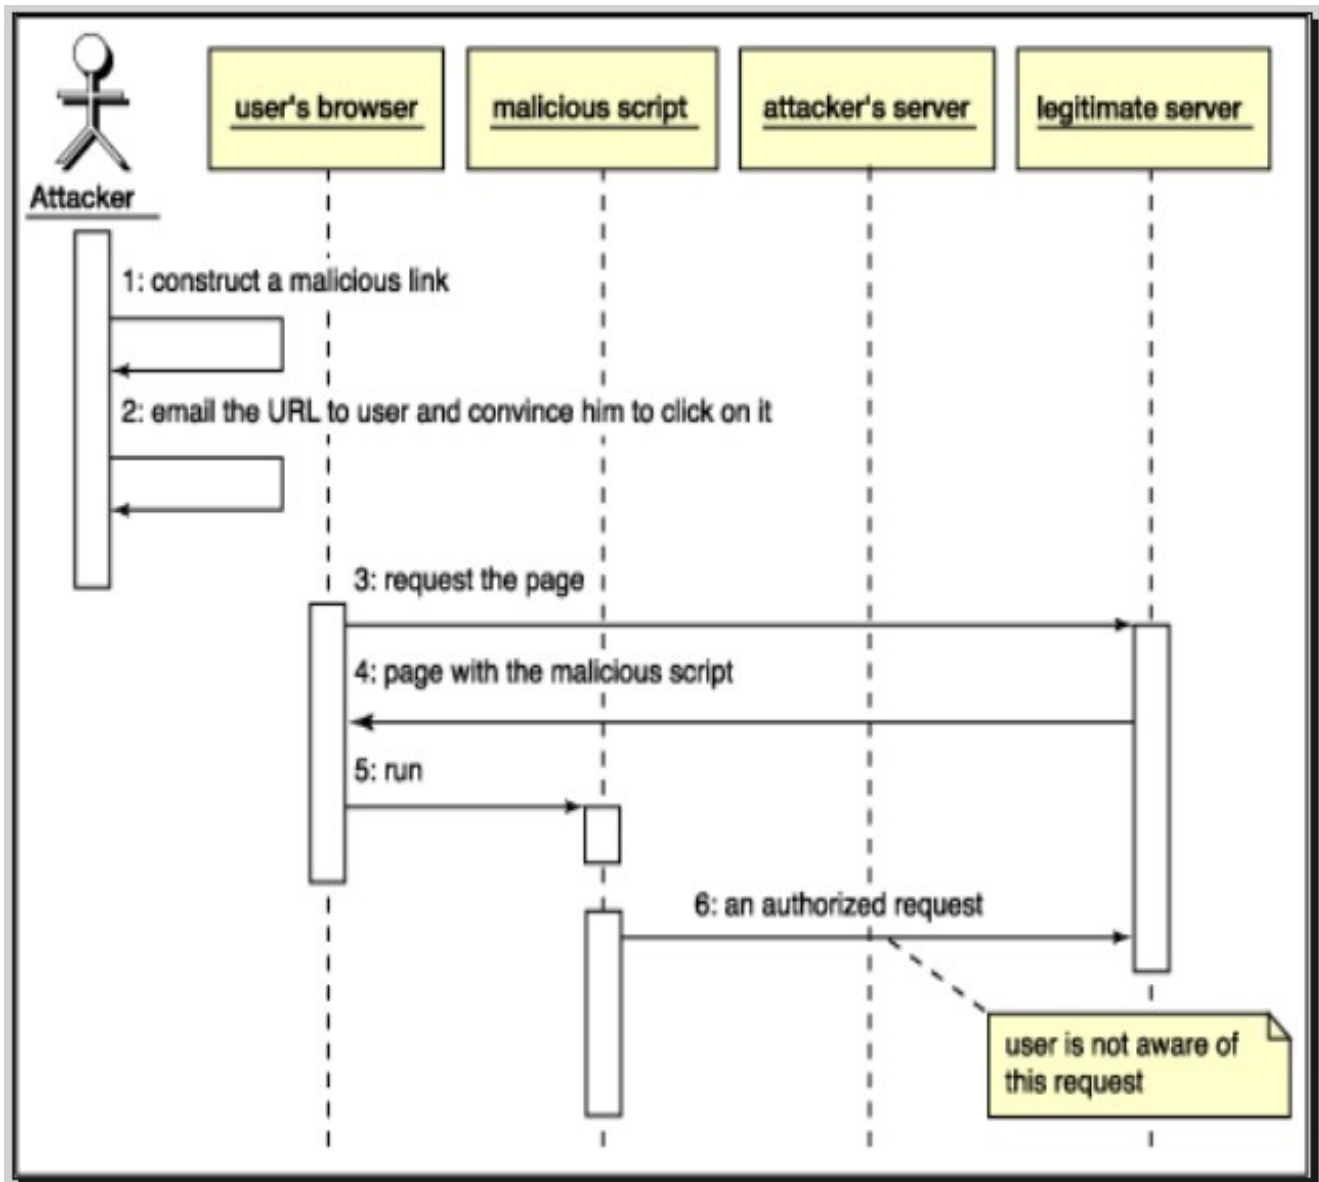 user's browser
malicious script
attacker's server
legitimate server
Attacker
1: construct a malicious link
2: email the URL to user and convince him to click on it
3: request the page
4: page with the malicious script
5: run
6: an authorized request
user is not aware of
this request